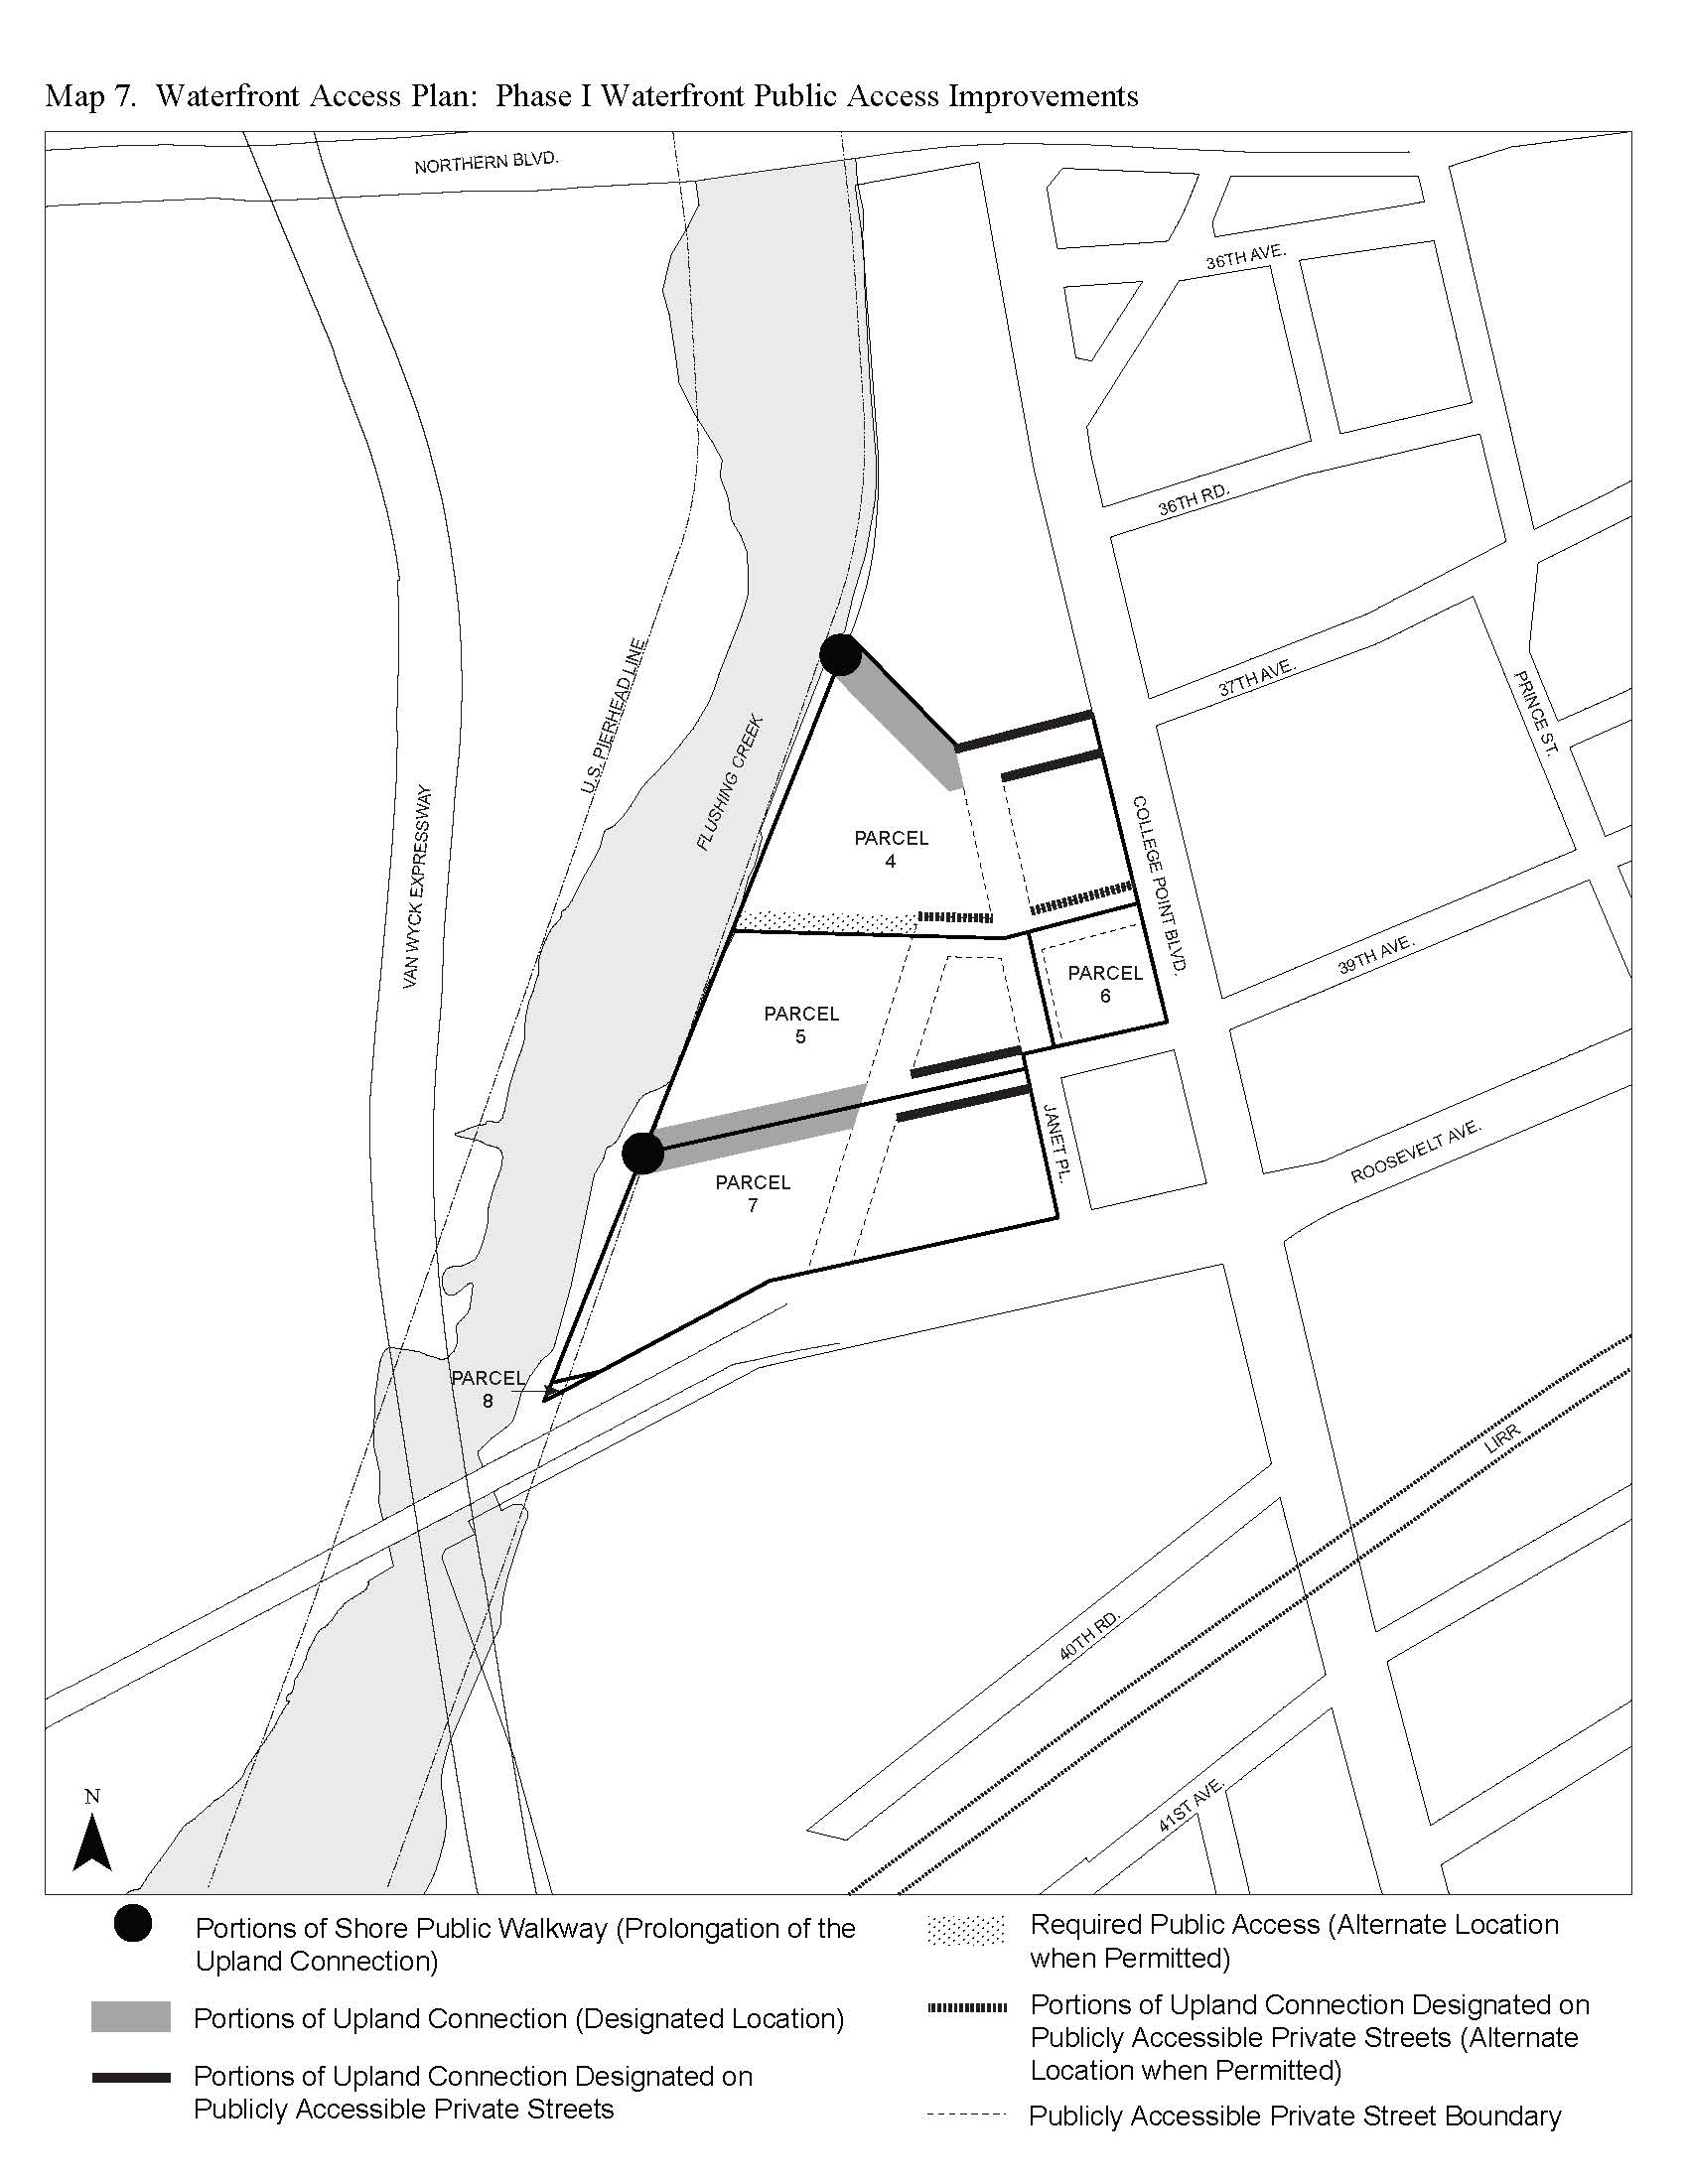 Map 7.  Waterfront Access Plan:  Phase I Waterfront Public Access Improvements
NORTHERN BLVD.
36TH AVE.
36TH RD.
37TH AVE.
PRINCE ST.
U.S. PIERHEAD LINE
FLUSHING CREEK
VAN WYCK EXPRESSWAY
COLLEGE POINT BLVD.
PARCEL
4
39TH AVE.
PARCEL
6
PARCEL
5
JANET PL.
ROOSEVELT AVE.
PARCEL
7
PARCEL
8
LIRR
40TH RD.
41ST AVE.
N
Portions of Shore Public Walkway (Prolongation of the
Upland Connection)
Portions of Upland Connection (Designated Location)
Portions of Upland Connection Designated on
Publicly Accessible Private Streets
Required Public Access (Alternate Location
when Permitted)
Portions of Upland Connection Designated on
Publicly Accessible Private Streets (Alternate
Location when Permitted)
Publicly Accessible Private Street Boundary